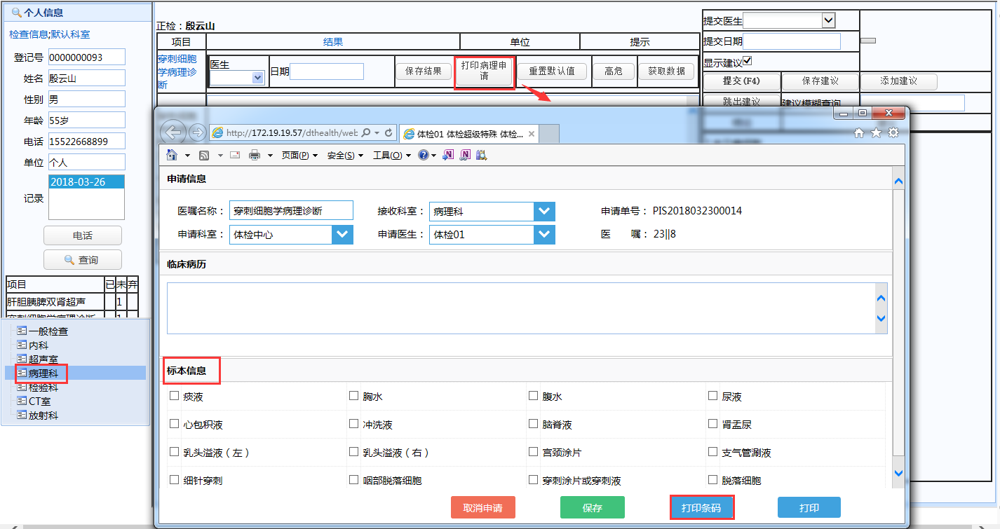 个人信息
检查信息;默认科室
登记号 0000000093
姓名 殷云山
性别 男
年龄 55岁
电话 15522668899
单位 个人
记录 2018-03-26
电话
查询
项目 已 未 弃
肝胆胰脾双肾超声 1
穿刺细胞学病理诊断 1
一般检查
内科
超声室
病理科
检验科
CT室
放射科
正检：殷云山
项目 结果 单位 提示
穿刺细胞学病理诊断
医生 日期 保存结果 打印病理申请 重置默认值 高危 获取数据
提交医生
提交日期
显示建议
提交(F4) 保存建议 添加建议
跳出建议 建议模糊查询
http://172.19.19.57/dthealth/web
体检01 体检超级特殊 体检...
页面(P) 安全(S) 工具(O)
申请信息
医嘱名称： 穿刺细胞学病理诊断 接收科室： 病理科 申请单号： PIS2018032300014
申请科室： 体检中心 申请医生： 体检01 医 嘱： 23||8
临床病历
标本信息
痰液 胸水 腹水 尿液
心包积液 冲洗液 脑脊液 肾盂尿
乳头溢液（左） 乳头溢液（右） 宫颈涂片 支气管涮液
细针穿刺 咽部脱落细胞 穿刺涂片或穿刺液 脱落细胞
取消申请 保存 打印条码 打印